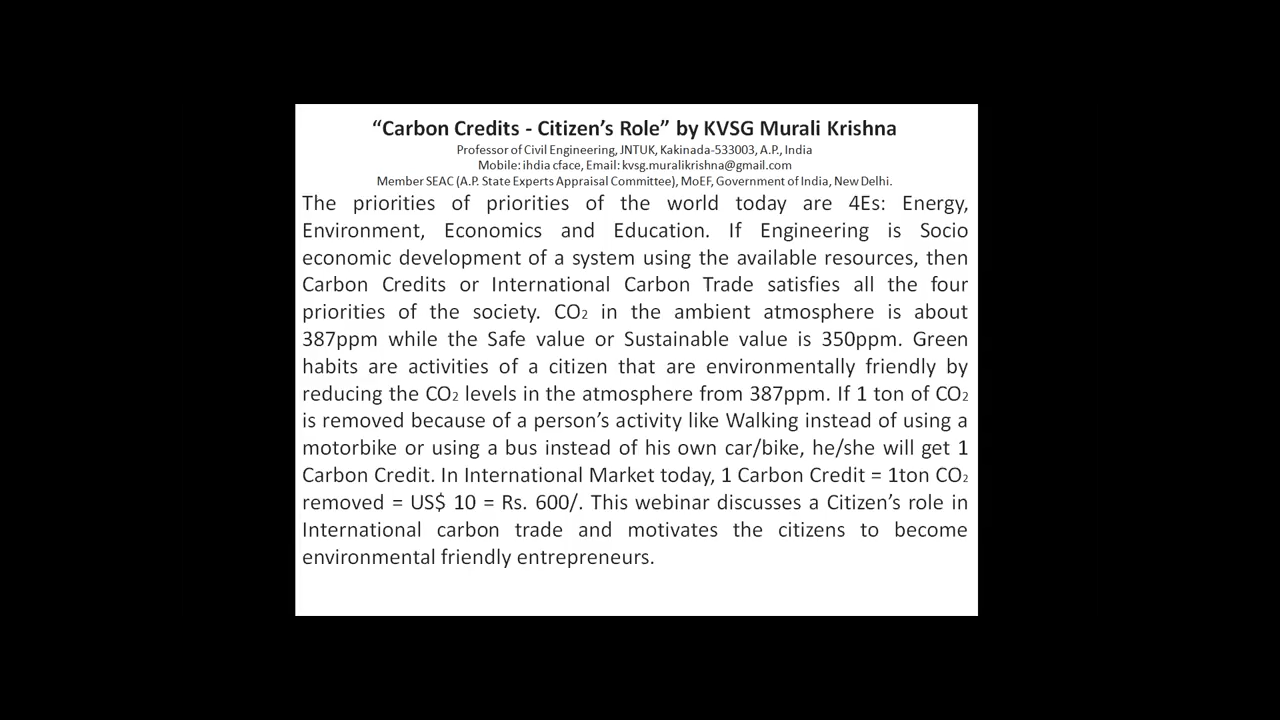 “Carbon Credits - Citizen’s Role” by KVSG Murali Krishna
Professor of Civil Engineering, JNTUK, Kakinada-533003, A.P., India
Mobile: ihdia cface, Email: kvsg.muralikrishna@gmail.com
Member SEAC (A.P. State Experts Appraisal Committee), MoEF, Government of India, New Delhi.
The priorities of priorities of the world today are 4Es: Energy,
Environment, Economics and Education. If Engineering is Socio
economic development of a system using the available resources, then
Carbon Credits or International Carbon Trade satisfies all the four
priorities of the society. CO2 in the ambient atmosphere is about
387ppm while the Safe value or Sustainable value is 350ppm. Green
habits are activities of a citizen that are environmentally friendly by
reducing the CO2 levels in the atmosphere from 387ppm. If 1 ton of CO2
is removed because of a person’s activity like Walking instead of using a
motorbike or using a bus instead of his own car/bike, he/she will get 1
Carbon Credit. In International Market today, 1 Carbon Credit = 1ton CO2
removed = US$ 10 = Rs. 600/. This webinar discusses a Citizen’s role in
International carbon trade and motivates the citizens to become
environmental friendly entrepreneurs.